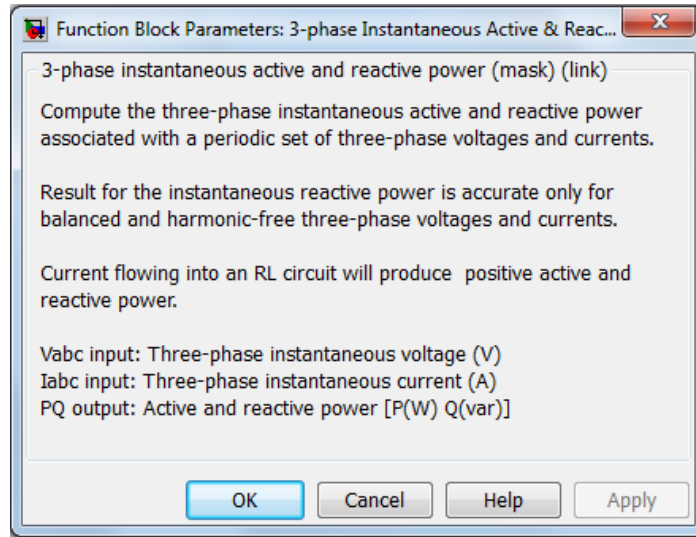 Function Block Parameters: 3-phase Instantaneous Active & Reac...
3-phase instantaneous active and reactive power (mask) (link)
Compute the three-phase instantaneous active and reactive power
associated with a periodic set of three-phase voltages and currents.
Result for the instantaneous reactive power is accurate only for
balanced and harmonic-free three-phase voltages and currents.
Current flowing into an RL circuit will produce  positive active and
reactive power.
Vabc input: Three-phase instantaneous voltage (V)
Iabc input: Three-phase instantaneous current (A)
PQ output: Active and reactive power [P(W) Q(var)]
OK Cancel Help Apply